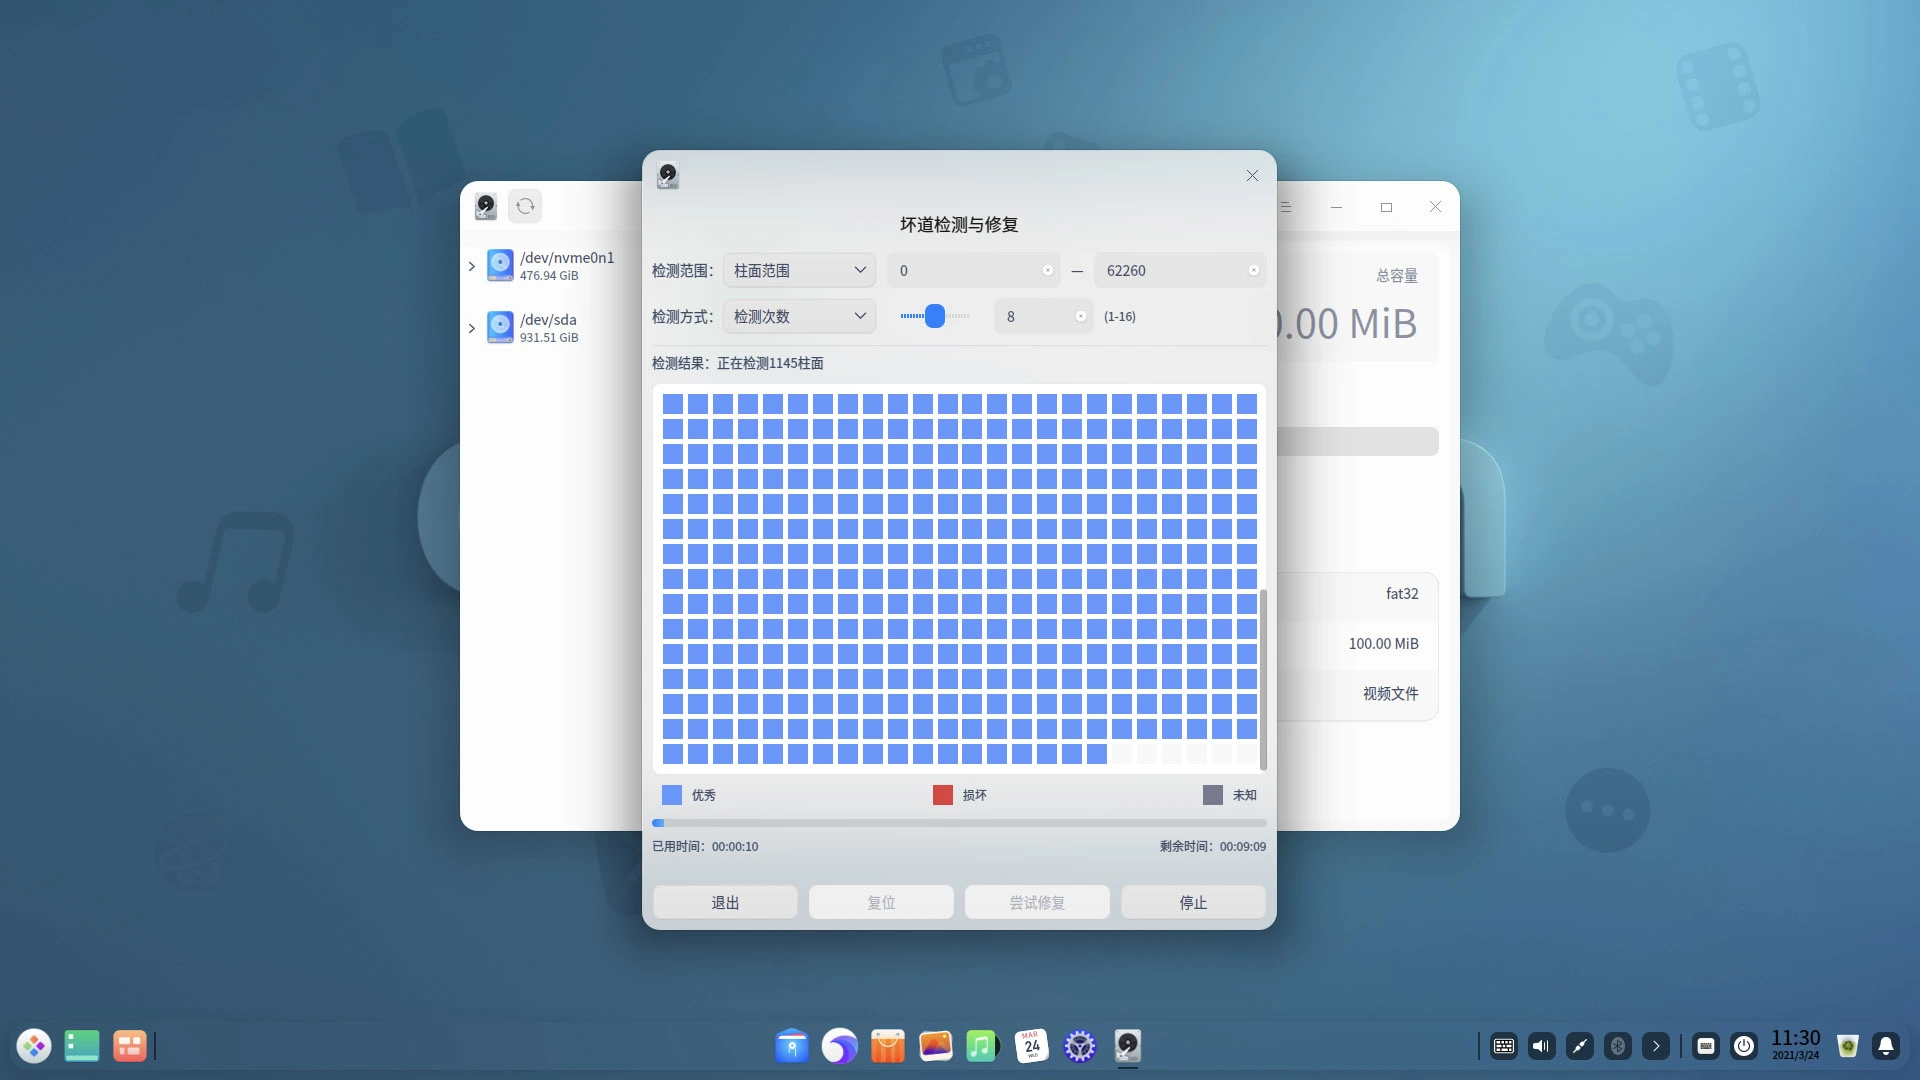 坏道检测与修复
/dev/nvme0n1
476.94 GiB
/dev/sda
931.51 GiB
检测范围: 柱面范围 0 — 62260
检测方式: 检测次数 8 (1-16)
检测结果: 正在检测1145柱面
优秀 损坏 未知
已用时间: 00:00:10 剩余时间: 00:09:09
退出 复位 尝试修复 停止
总容量
.00 MiB
fat32
100.00 MiB
视频文件
MAR
24
WED
11:30
2021/3/24